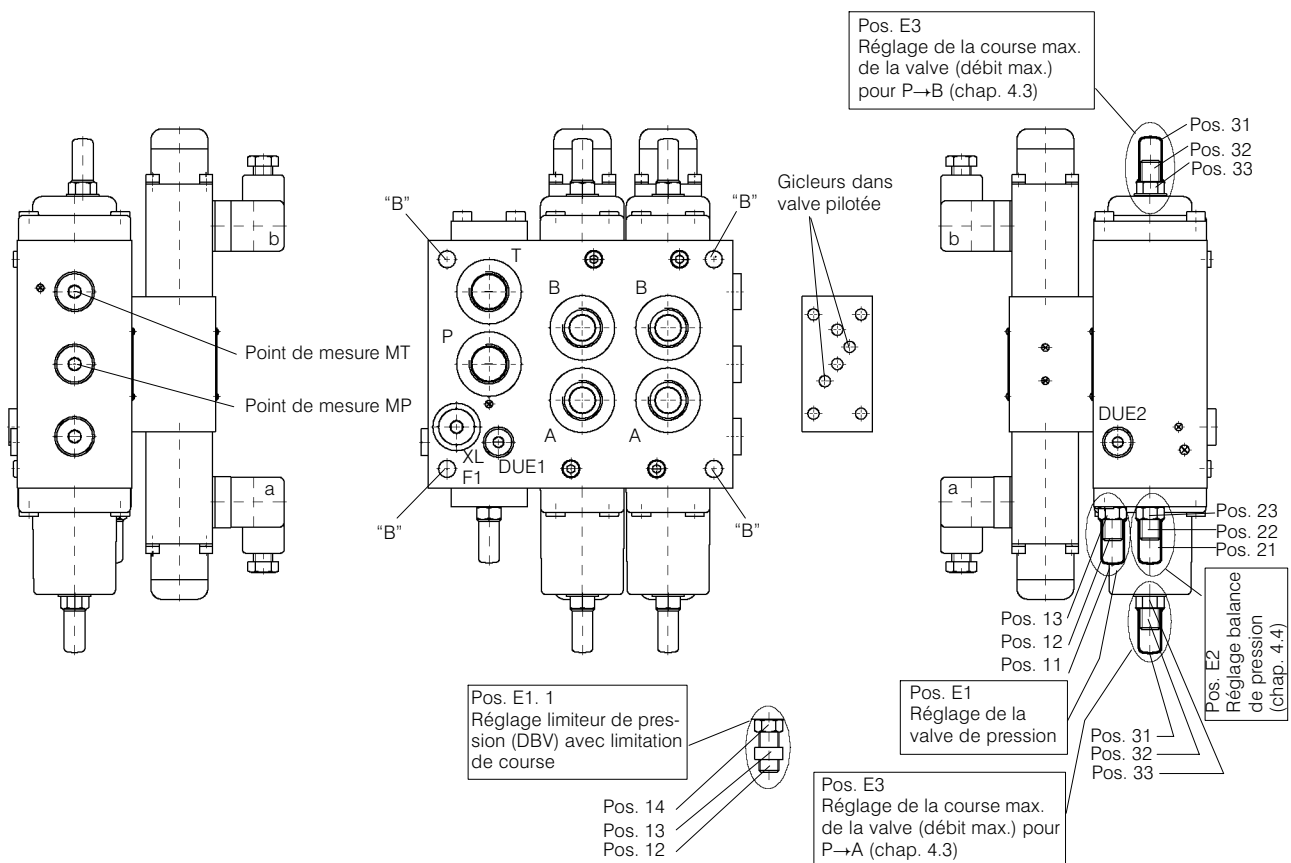 Pos. E3
Réglage de la course max.
de la valve (débit max.)
pour P→B (chap. 4.3)
Pos. 31
Pos. 32
Pos. 33
Gicleurs dans
valve pilotée
“B”
“B”
b
b
T
B
B
P
Point de mesure MT
Point de mesure MP
A
A
XL
F1
DUE1
DUE2
a
a
“B”
“B”
Pos. 23
Pos. 22
Pos. 21
Pos. 13
Pos. 12
Pos. 11
Pos. E2
Réglage balance
de pression
(chap. 4.4)
Pos. E1. 1
Réglage limiteur de pres-
sion (DBV) avec limitation
de course
Pos. E1
Réglage de la
valve de pression
Pos. 31
Pos. 32
Pos. 33
Pos. 14
Pos. 13
Pos. 12
Pos. E3
Réglage de la course max.
de la valve (débit max.) pour
P→A (chap. 4.3)